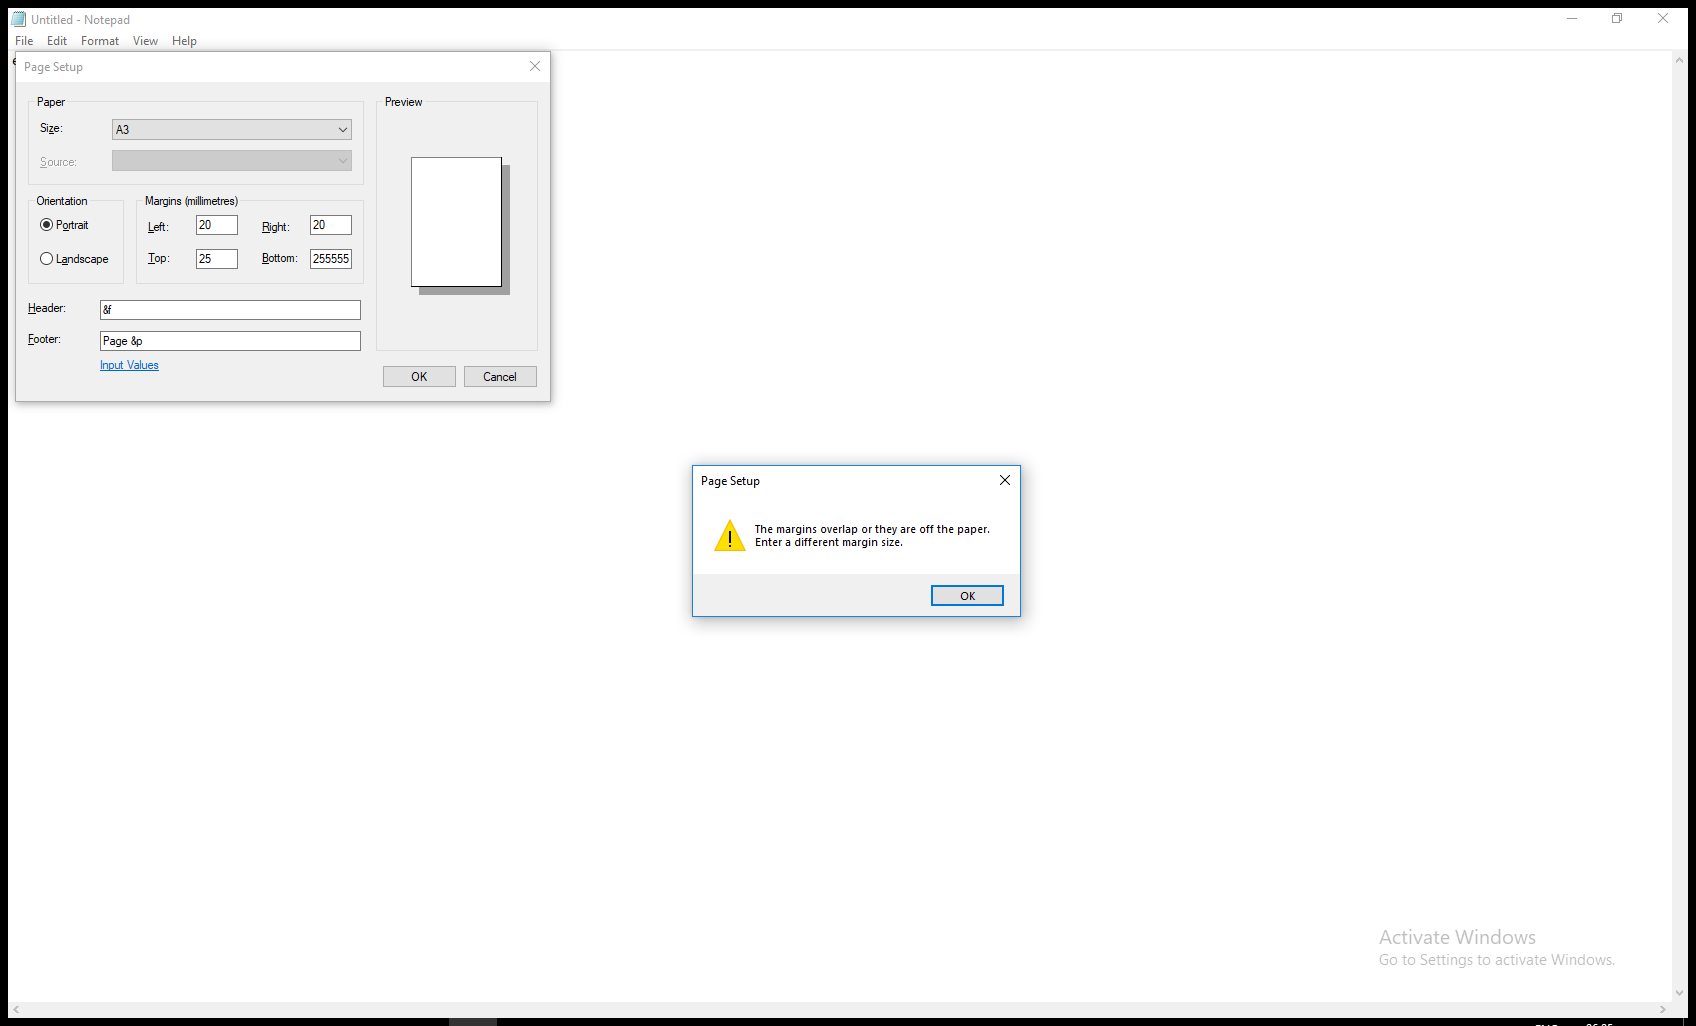 Untitled - Notepad
File Edit Format View Help
Page Setup
Paper
Size: A3
Source:
Orientation
Portrait
Landscape
Margins (millimetres)
Left: 20 Right: 20
Top: 25 Bottom: 255555
Header: &f
Footer: Page &p
Input Values
Preview
OK Cancel
Page Setup
The margins overlap or they are off the paper.
Enter a different margin size.
OK
Activate Windows
Go to Settings to activate Windows.